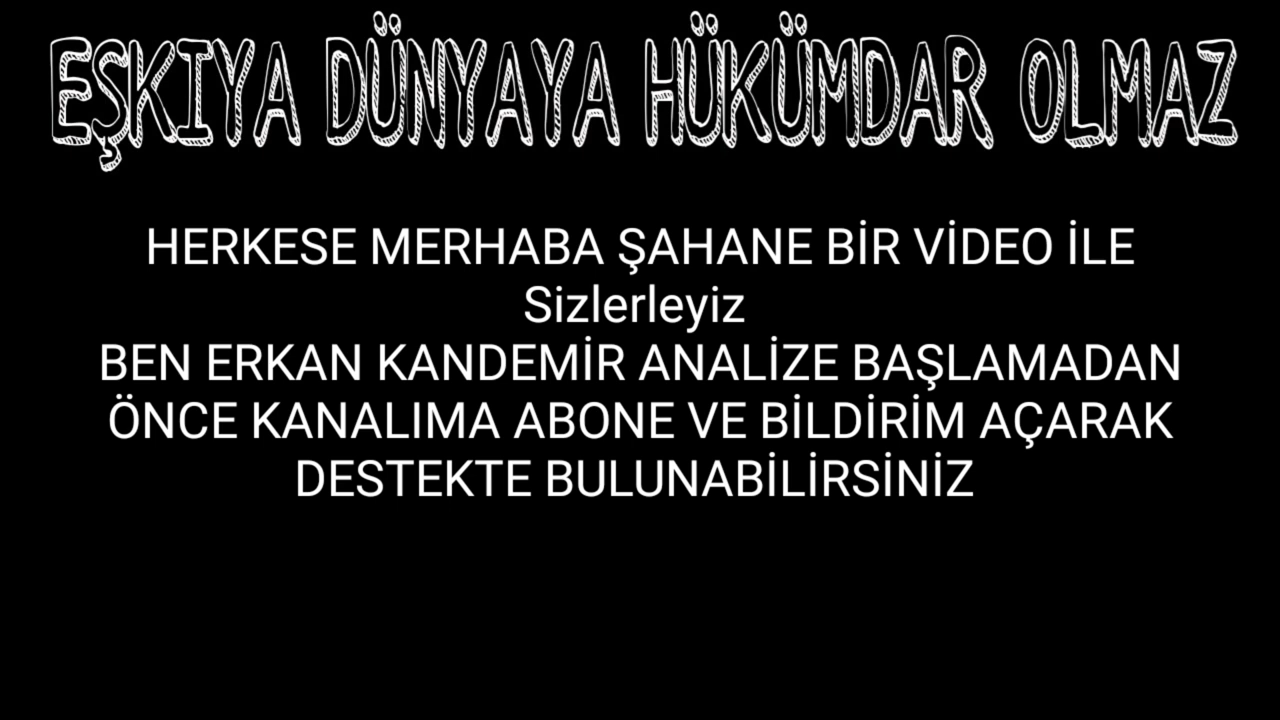 EŞKIYA DÜNYAYA HÜKÜMDAR OLMAZ
HERKESE MERHABA ŞAHANE BİR VİDEO İLE
Sizlerleyiz
BEN ERKAN KANDEMİR ANALİZE BAŞLAMADAN
ÖNCE KANALIMA ABONE VE BİLDİRİM AÇARAK
DESTEKTE BULUNABİLİRSİNİZ